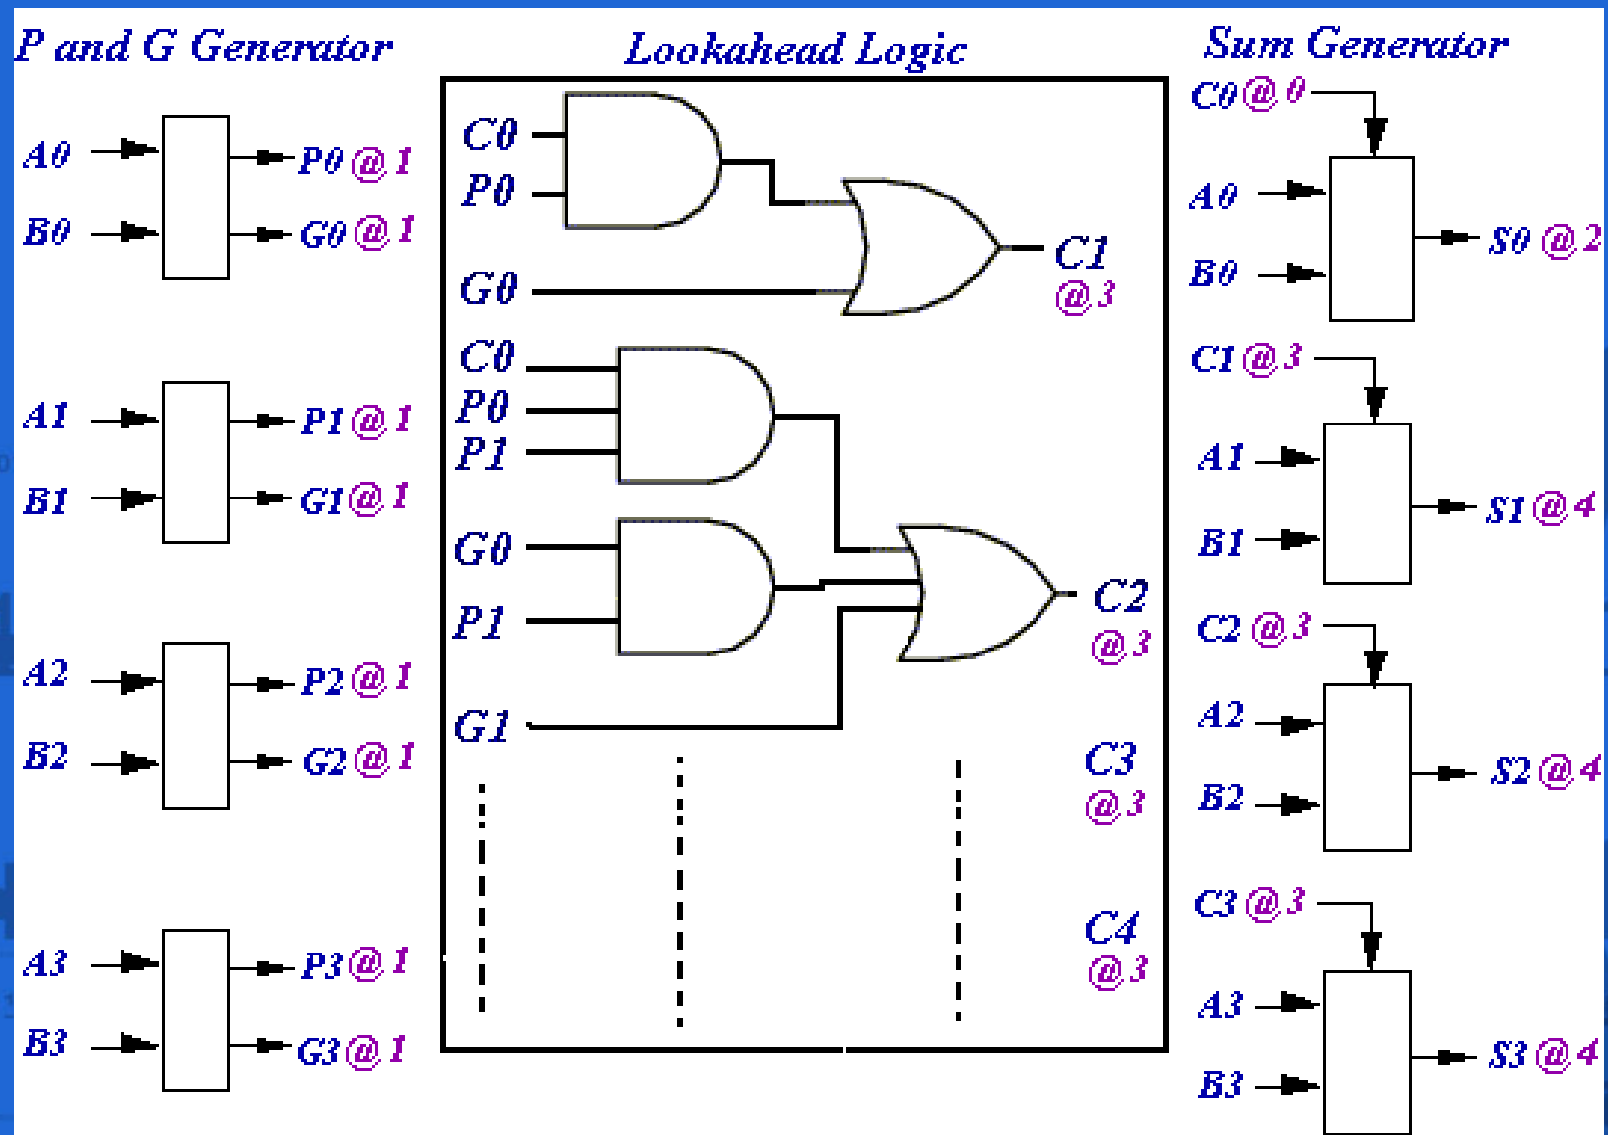 P and G Generator
A0
P0 @ 1
B0
G0 @ 1
A1
P1 @ 1
B1
G1 @ 1
A2
P2 @ 1
B2
G2 @ 1
A3
P3 @ 1
B3
G3 @ 1
Lookahead Logic
C0
P0
G0
C1
@ 3
C0
P0
P1
G0
P1
G1
C2
@ 3
C3
@ 3
C4
@ 3
Sum Generator
C0 @ 0
A0
B0
S0 @ 2
C1 @ 3
A1
B1
S1 @ 4
C2 @ 3
A2
B2
S2 @ 4
C3 @ 3
A3
B3
S3 @ 4